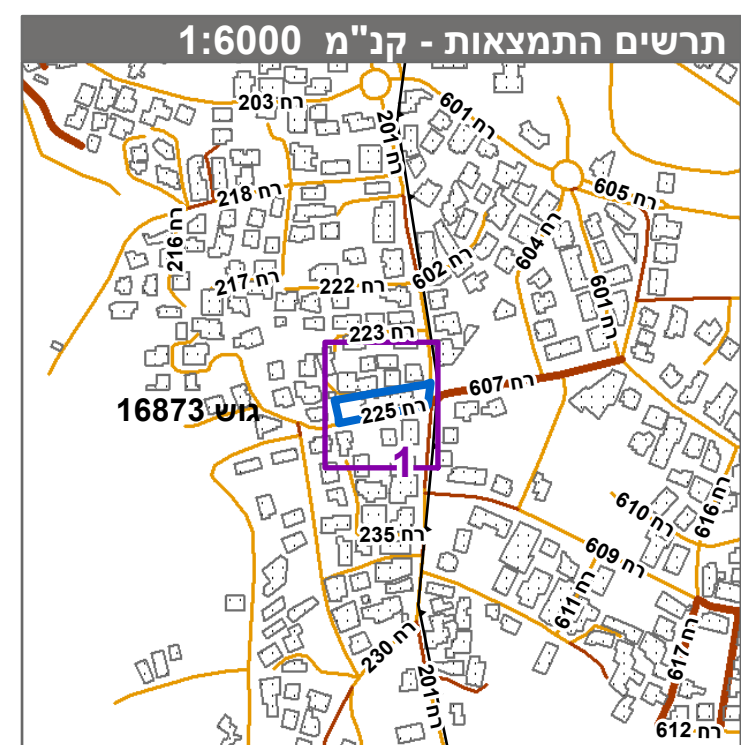 תרשים התמצאות - קנ"מ 1:6000
רח 203
רח 201
רח 601
רח 605
רח 218
רח 216
רח 604
רח 602
רח 217
רח 222
רח 601
רח 223
רח 607
גוש 16873
רח 225
1
רח 616
רח 610
רח 235
רח 609
רח 611
רח 230
רח 617
רח 201
רח 612